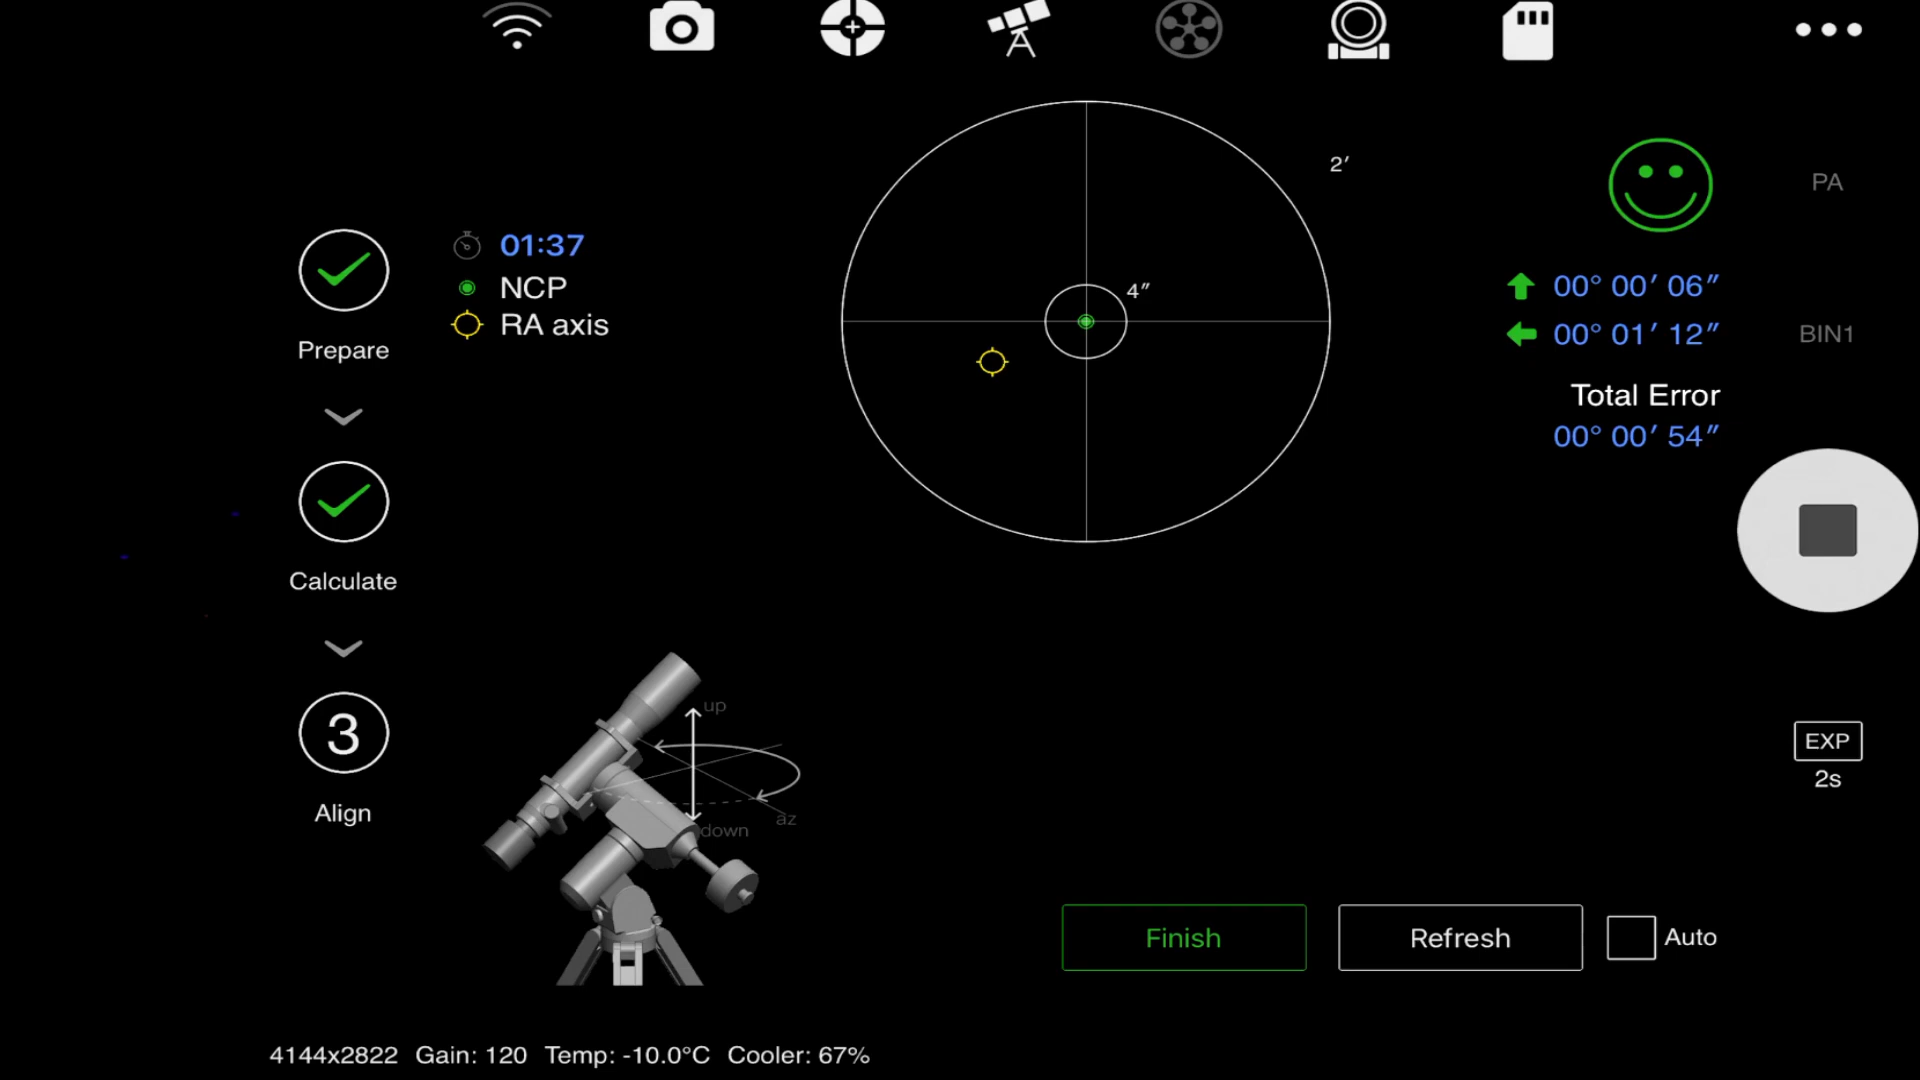 2′
PA
01:37
NCP
4″
RA axis
00° 00′ 06″
00° 01′ 12″
BIN1
Prepare
Total Error
00° 00′ 54″
Calculate
up
EXP
2s
3
az
down
Align
Finish
Refresh
Auto
4144x2822 Gain: 120 Temp: -10.0°C Cooler: 67%